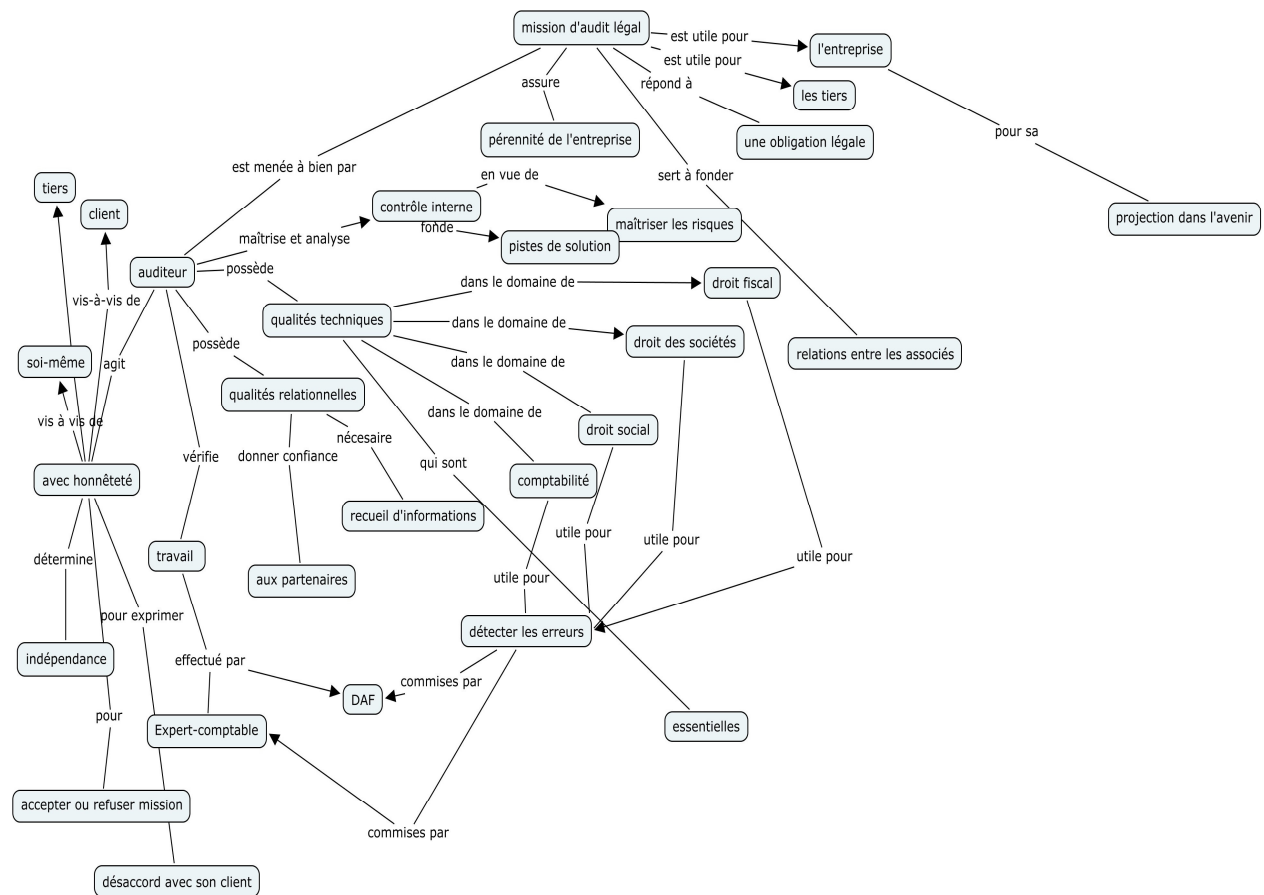 mission d'audit légal
est utile pour
l'entreprise
est utile pour
les tiers
assure
répond à
pérennité de l'entreprise
une obligation légale
pour sa
est menée à bien par
sert à fonder
en vue de
tiers
client
contrôle interne
fonde
maîtriser les risques
projection dans l'avenir
maîtrise et analyse
pistes de solution
auditeur
possède
dans le domaine de
droit fiscal
vis-à-vis de
qualités techniques
dans le domaine de
droit des sociétés
possède
relations entre les associés
soi-même
agit
dans le domaine de
qualités relationnelles
dans le domaine de
droit social
vis à vis de
nécesaire
vérifie
donner confiance
qui sont
avec honnêteté
comptabilité
recueil d'informations
utile pour
utile pour
détermine
travail
utile pour
aux partenaires
utile pour
pour exprimer
détecter les erreurs
indépendance
effectué par
commises par
DAF
pour
Expert-comptable
essentielles
accepter ou refuser mission
commises par
désaccord avec son client